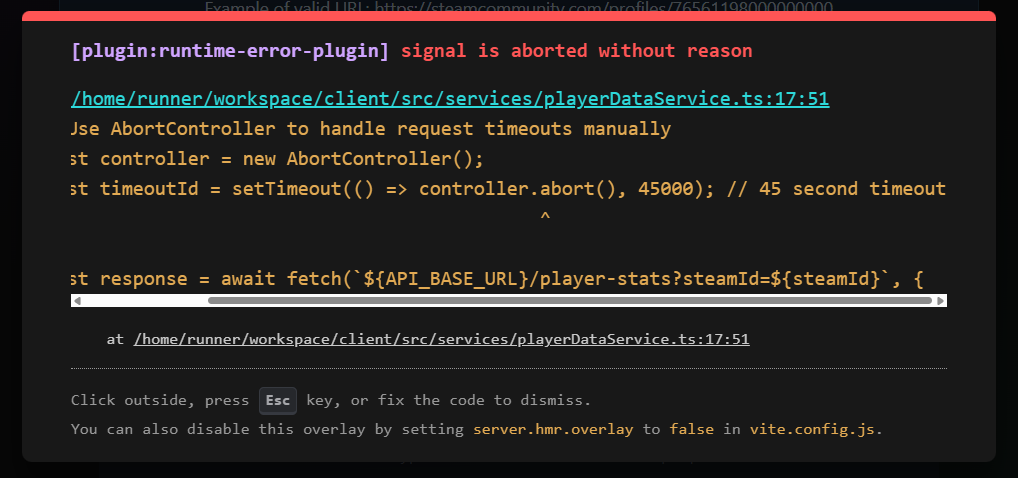 Example of valid URL: https://steamcommunity.com/profiles/76561198000000000
[plugin:runtime-error-plugin] signal is aborted without reason
/home/runner/workspace/client/src/services/playerDataService.ts:17:51
Use AbortController to handle request timeouts manually
st controller = new AbortController();
st timeoutId = setTimeout(() => controller.abort(), 45000); // 45 second timeout
^
st response = await fetch(`${API_BASE_URL}/player-stats?steamId=${steamId}`, {
at /home/runner/workspace/client/src/services/playerDataService.ts:17:51
Click outside, press Esc key, or fix the code to dismiss.
You can also disable this overlay by setting server.hmr.overlay to false in vite.config.js.